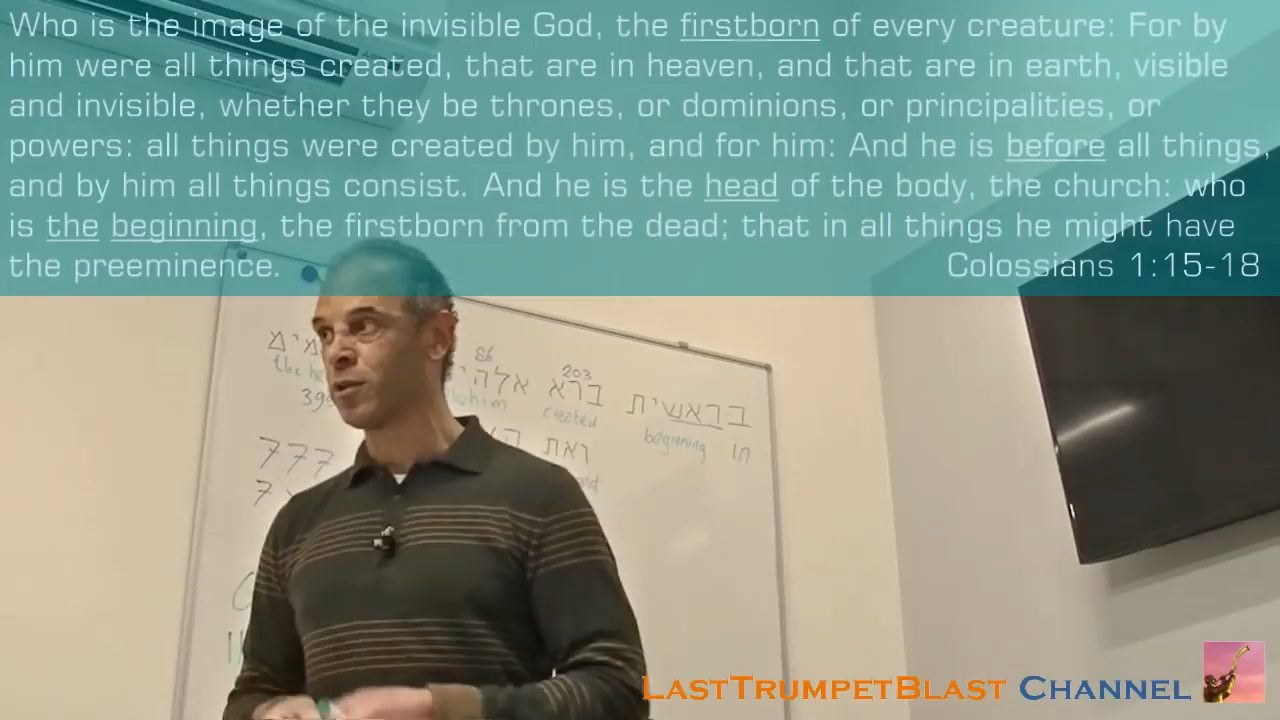 Who is the image of the invisible God, the firstborn of every creature: For by
him were all things created, that are in heaven, and that are in earth, visible
and invisible, whether they be thrones, or dominions, or principalities, or
powers: all things were created by him, and for him: And he is before all things,
and by him all things consist. And he is the head of the body, the church: who
is the beginning, the firstborn from the dead; that in all things he might have
the preeminence. Colossians 1:15-18
86 203
בראשית ברא
the created beginning in
ואת
777
7
LASTTRUMPETBLAST CHANNEL